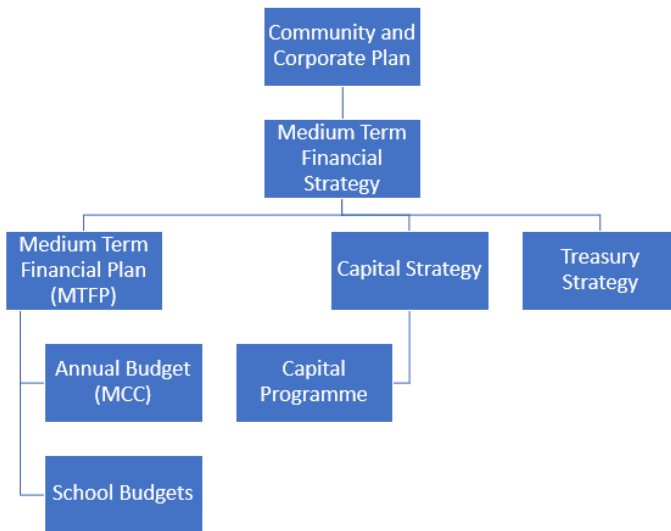 Community and
Corporate Plan
Medium Term
Financial
Strategy
Medium Term
Financial Plan
(MTFP)
Capital Strategy
Treasury
Strategy
Annual Budget
(MCC)
Capital
Programme
School Budgets